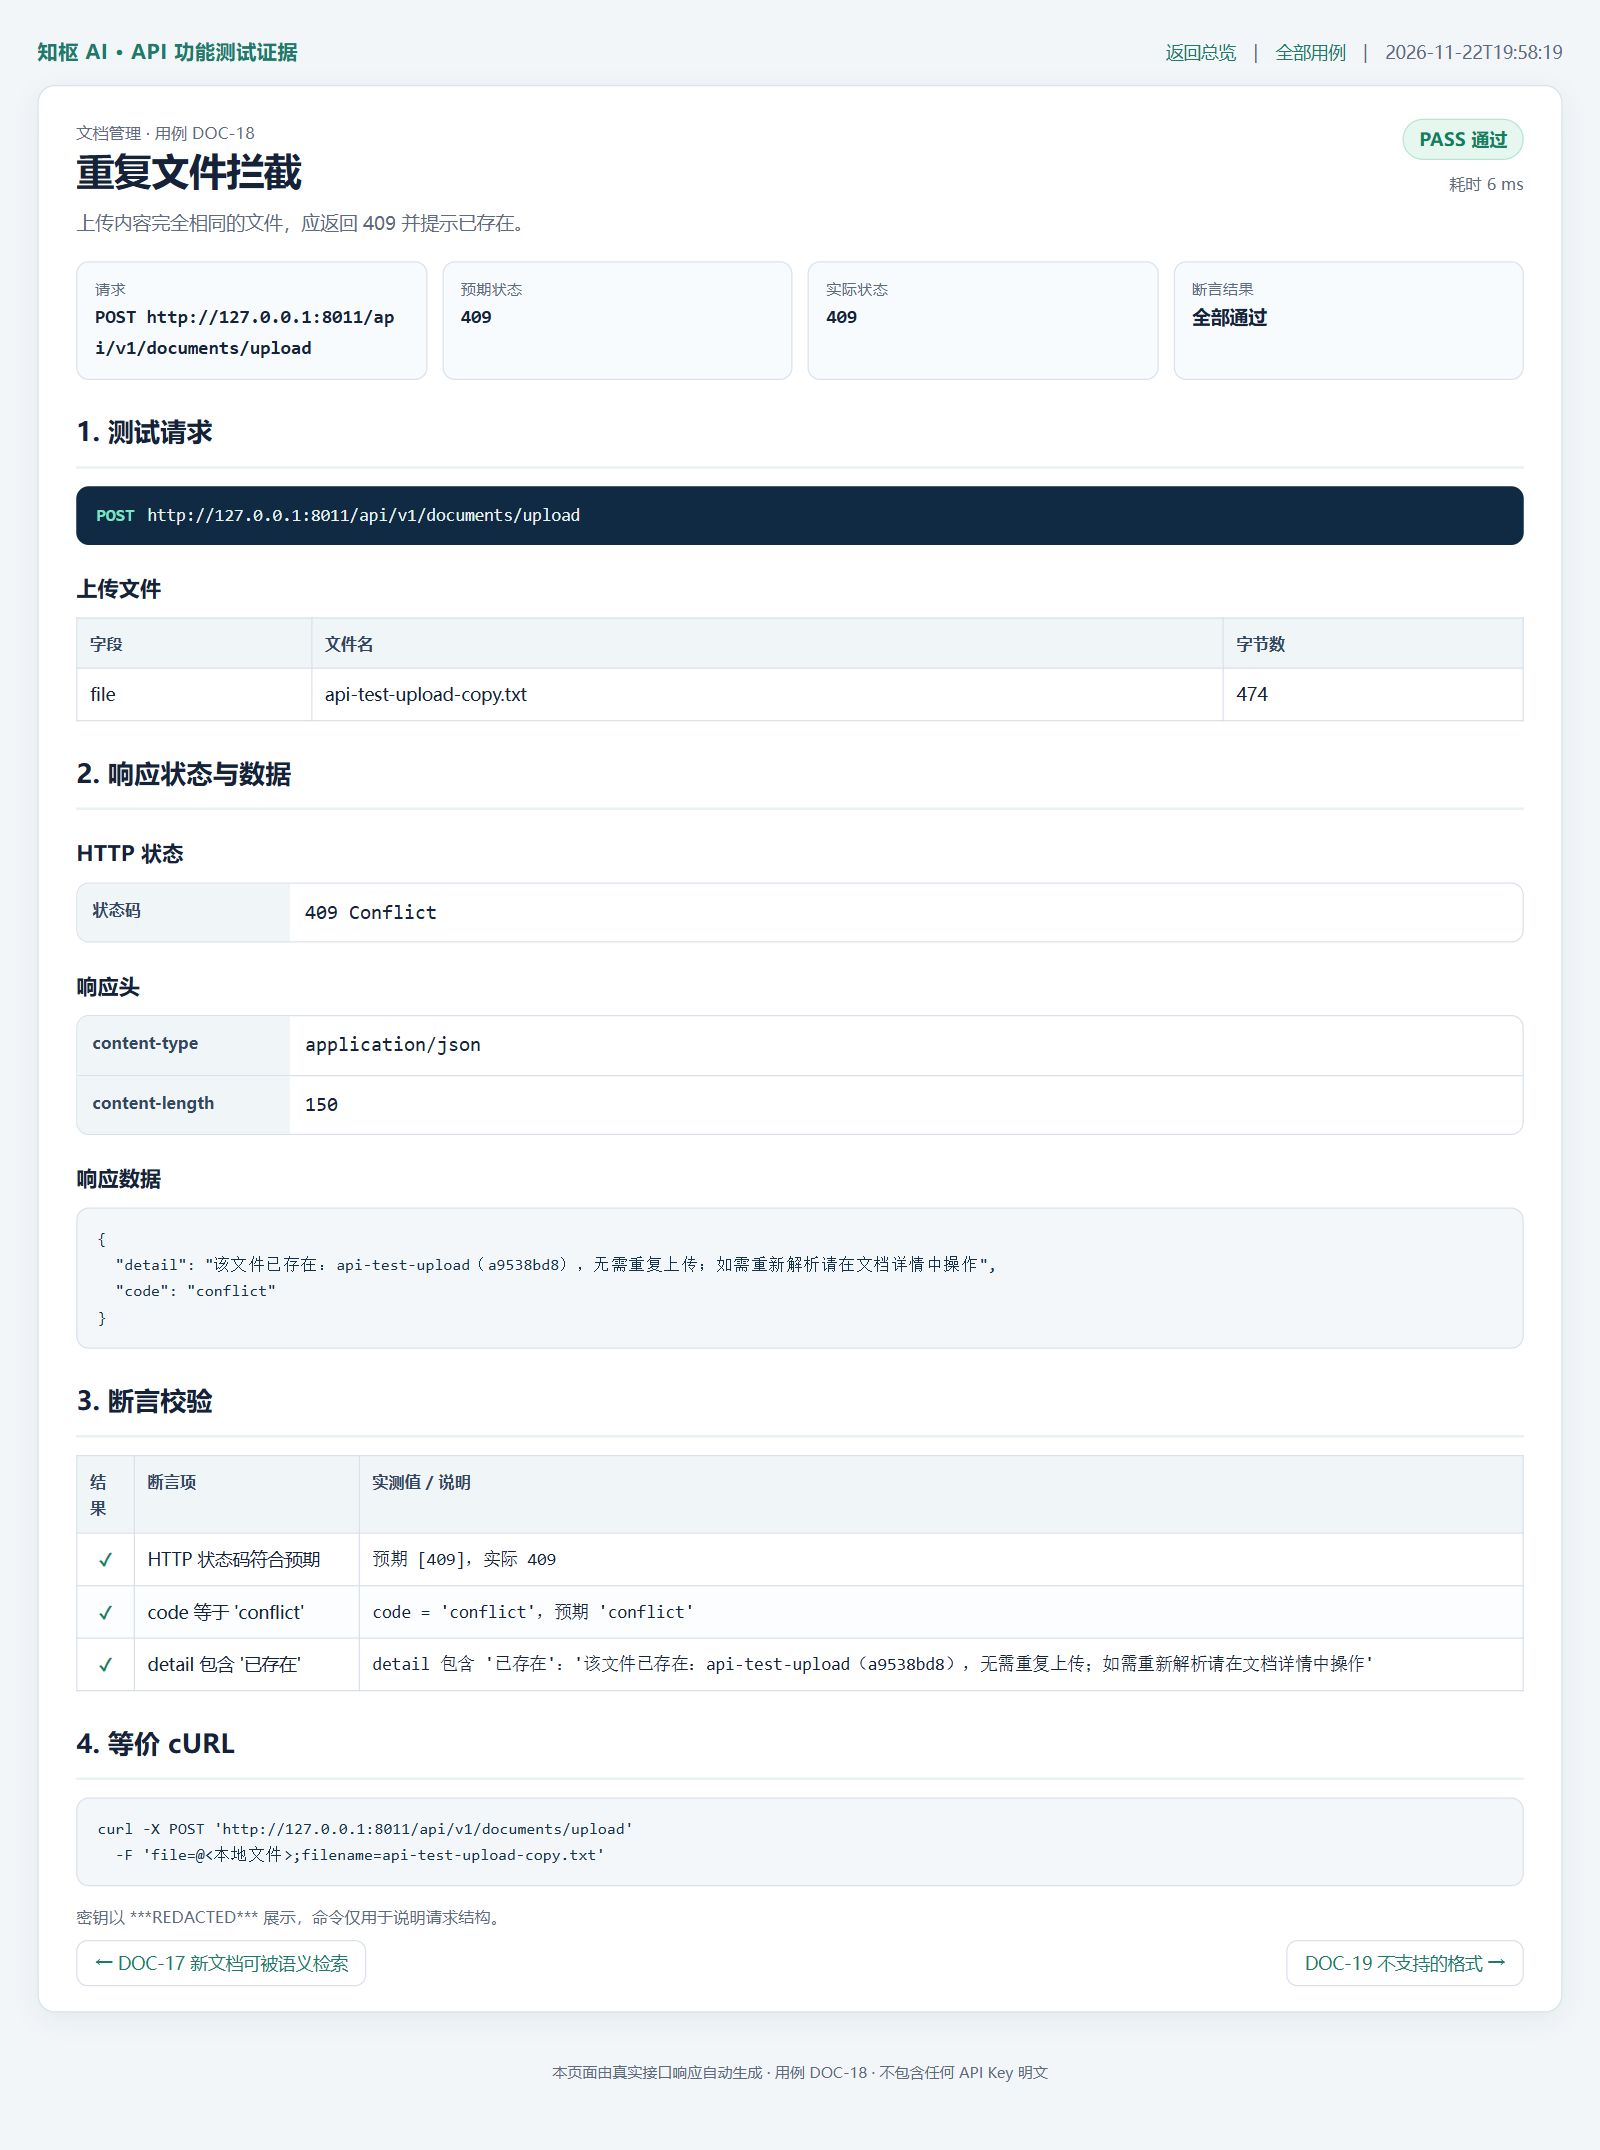 知枢 AI · API 功能测试证据
返回总览 | 全部用例 | 2026-11-22T19:58:19
文档管理 · 用例 DOC-18
重复文件拦截
PASS 通过
耗时 6 ms
上传内容完全相同的文件，应返回 409 并提示已存在。
请求
POST http://127.0.0.1:8011/ap
i/v1/documents/upload
预期状态
409
实际状态
409
断言结果
全部通过
1. 测试请求
POST http://127.0.0.1:8011/api/v1/documents/upload
上传文件
字段 文件名 字节数
file api-test-upload-copy.txt 474
2. 响应状态与数据
HTTP 状态
状态码 409 Conflict
响应头
content-type application/json
content-length 150
响应数据
{
  "detail": "该文件已存在：api-test-upload（a9538bd8），无需重复上传；如需重新解析请在文档详情中操作",
  "code": "conflict"
}
3. 断言校验
结
果
断言项 实测值 / 说明
✓ HTTP 状态码符合预期 预期 [409]，实际 409
✓ code 等于 'conflict' code = 'conflict'，预期 'conflict'
✓ detail 包含 '已存在' detail 包含 '已存在'：'该文件已存在：api-test-upload（a9538bd8），无需重复上传；如需重新解析请在文档详情中操作'
4. 等价 cURL
curl -X POST 'http://127.0.0.1:8011/api/v1/documents/upload'
  -F 'file=@<本地文件>;filename=api-test-upload-copy.txt'
密钥以 ***REDACTED*** 展示，命令仅用于说明请求结构。
← DOC-17 新文档可被语义检索
DOC-19 不支持的格式 →
本页面由真实接口响应自动生成 · 用例 DOC-18 · 不包含任何 API Key 明文